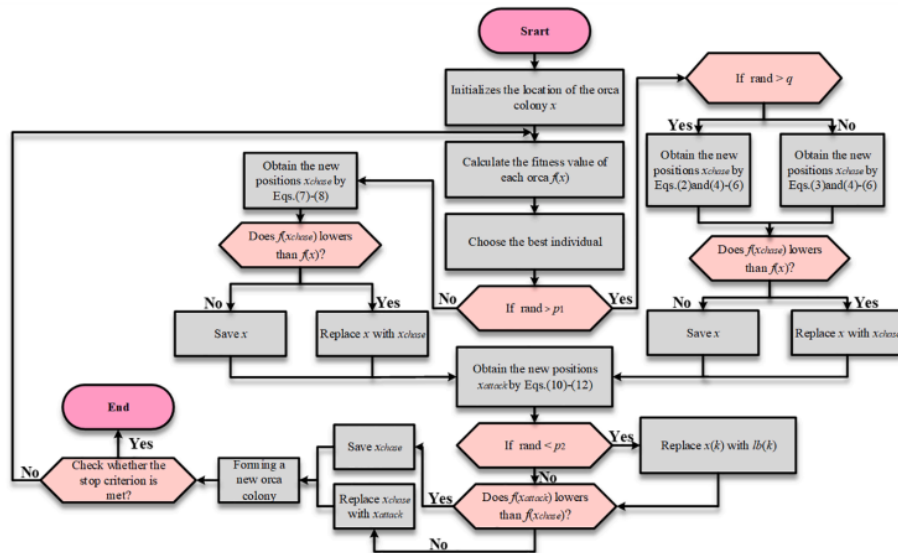 Srart
Initializes the location of the orca
colony x
Calculate the fitness value of
each orca f(x)
Choose the best individual
If rand > p1
No
Yes
If rand > q
Yes
No
Obtain the new
positions xchase by
Eqs.(2)and(4)-(6)
Obtain the new
positions xchase by
Eqs.(3)and(4)-(6)
Does f(xchase) lowers
than f(x)?
No
Yes
Save x
Replace x with xchase
Obtain the new
positions xchase by
Eqs.(7)-(8)
Does f(xchase) lowers
than f(x)?
No
Yes
Save x
Replace x with xchase
Obtain the new positions
xattack by Eqs.(10)-(12)
If rand < p2
Yes
No
Replace x(k) with lb(k)
Does f(xattack) lowers
than f(xchase)?
Yes
No
Save xchase
Replace xchase
with xattack
Forming a
new orca
colony
Check whether the
stop criterion is
met?
No
Yes
End